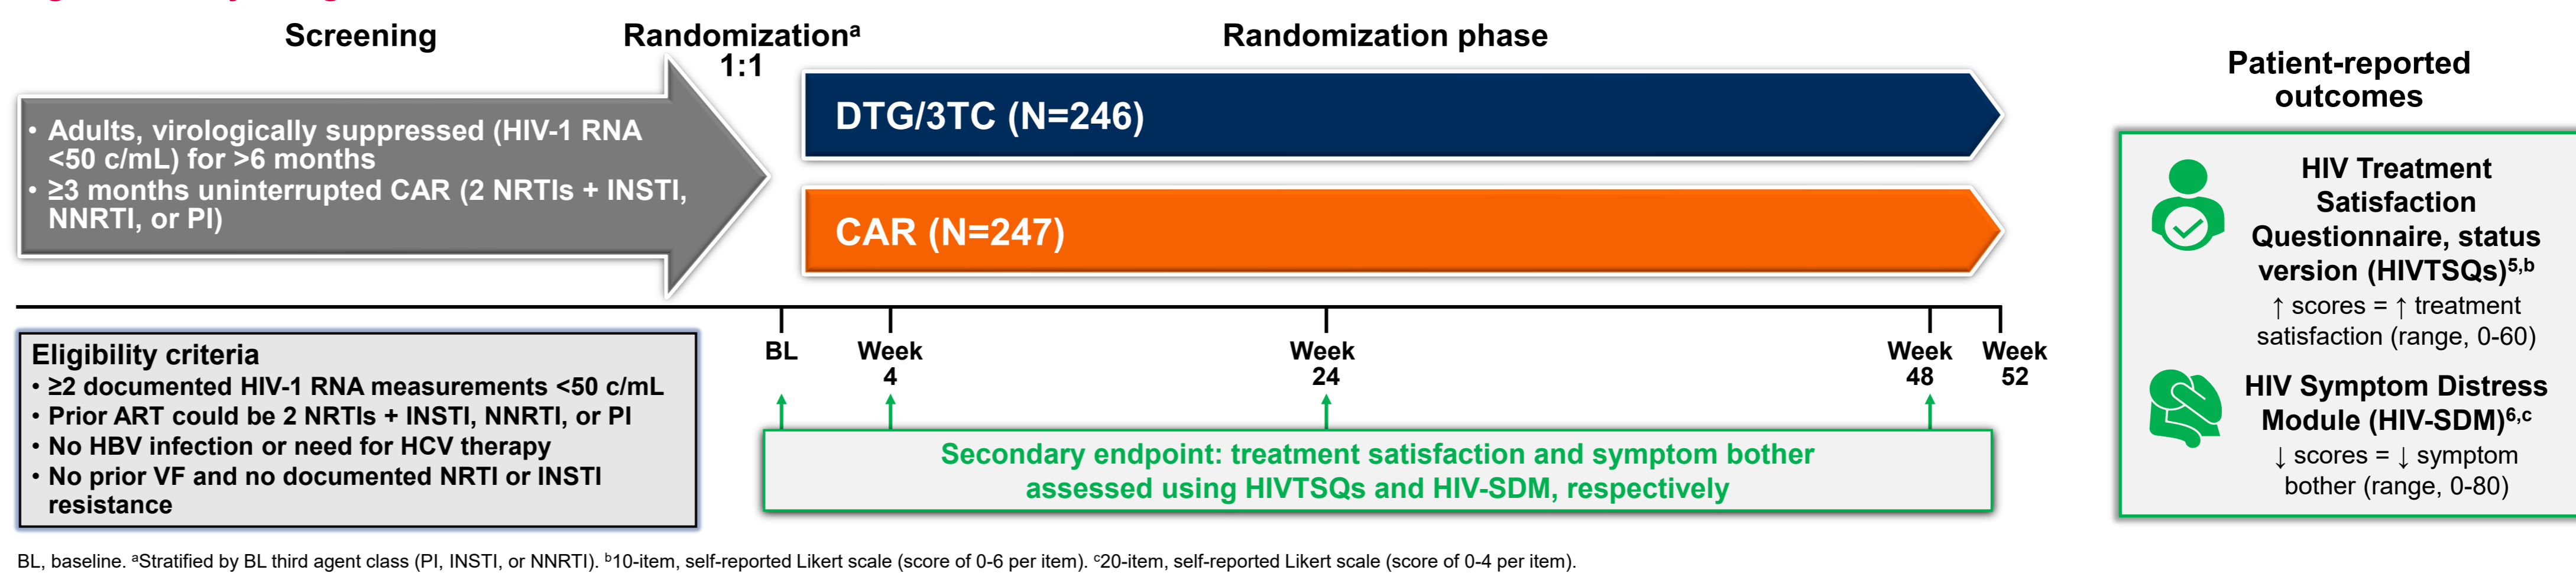 Screening
Randomizationᵃ
1:1
Randomization phase
• Adults, virologically suppressed (HIV-1 RNA
<50 c/mL) for >6 months
• ≥3 months uninterrupted CAR (2 NRTIs + INSTI,
NNRTI, or PI)
DTG/3TC (N=246)
CAR (N=247)
BL
Week
4
Week
24
Week
48
Week
52
Eligibility criteria
• ≥2 documented HIV-1 RNA measurements <50 c/mL
• Prior ART could be 2 NRTIs + INSTI, NNRTI, or PI
• No HBV infection or need for HCV therapy
• No prior VF and no documented NRTI or INSTI
resistance
Secondary endpoint: treatment satisfaction and symptom bother
assessed using HIVTSQs and HIV-SDM, respectively
Patient-reported
outcomes
HIV Treatment
Satisfaction
Questionnaire, status
version (HIVTSQs)⁵,ᵇ
↑ scores = ↑ treatment
satisfaction (range, 0-60)
HIV Symptom Distress
Module (HIV-SDM)⁶,ᶜ
↓ scores = ↓ symptom
bother (range, 0-80)
BL, baseline. ᵃStratified by BL third agent class (PI, INSTI, or NNRTI). ᵇ10-item, self-reported Likert scale (score of 0-6 per item). ᶜ20-item, self-reported Likert scale (score of 0-4 per item).